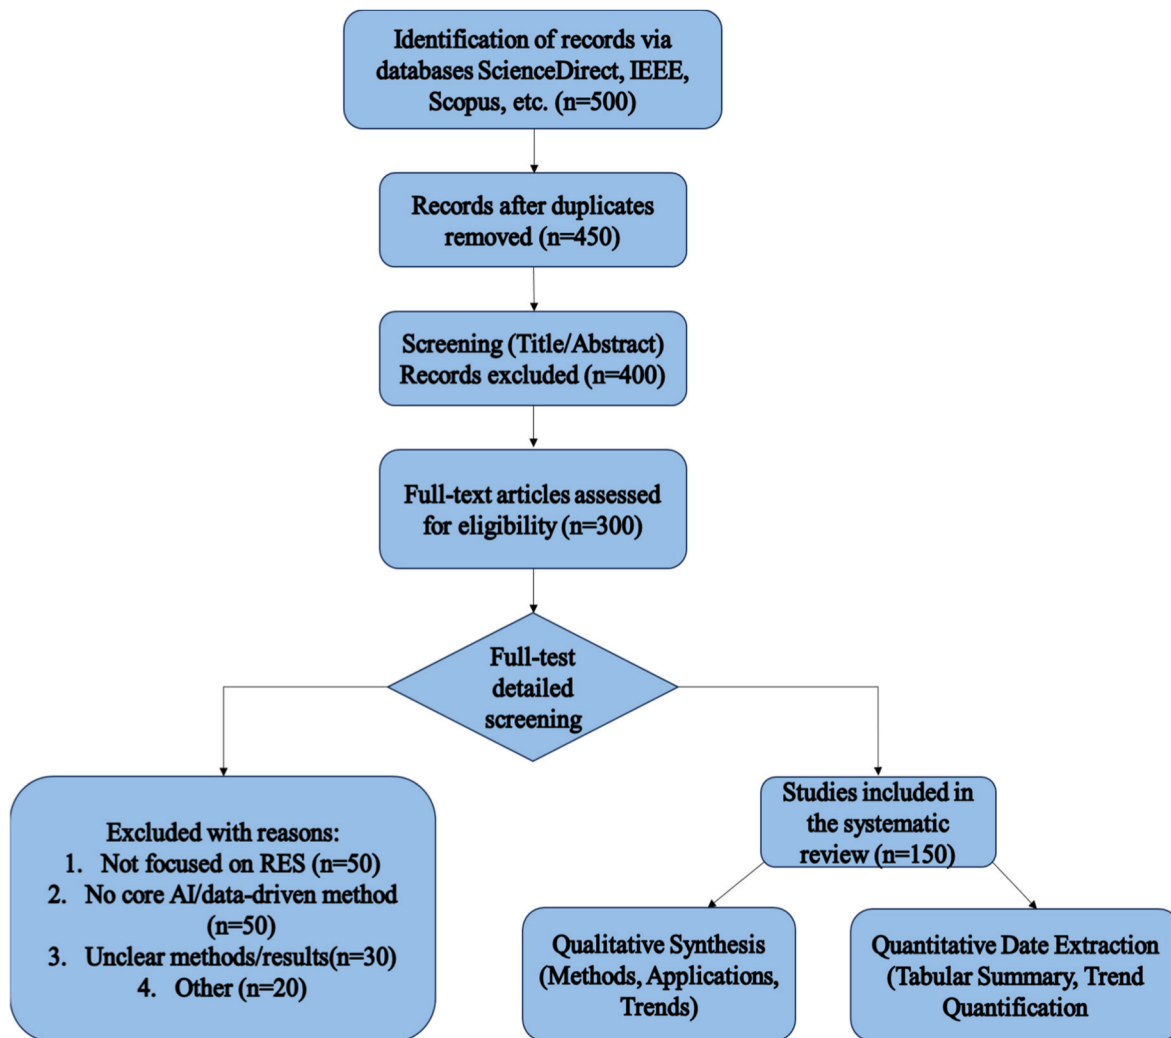 Identification of records via
databases ScienceDirect, IEEE,
Scopus, etc. (n=500)
Records after duplicates
removed (n=450)
Screening (Title/Abstract)
Records excluded (n=400)
Full-text articles assessed
for eligibility (n=300)
Full-test
detailed
screening
Excluded with reasons:
1. Not focused on RES (n=50)
2. No core AI/data-driven method
(n=50)
3. Unclear methods/results(n=30)
4. Other (n=20)
Studies included in
the systematic
review (n=150)
Qualitative Synthesis
(Methods, Applications,
Trends)
Quantitative Date Extraction
(Tabular Summary, Trend
Quantification